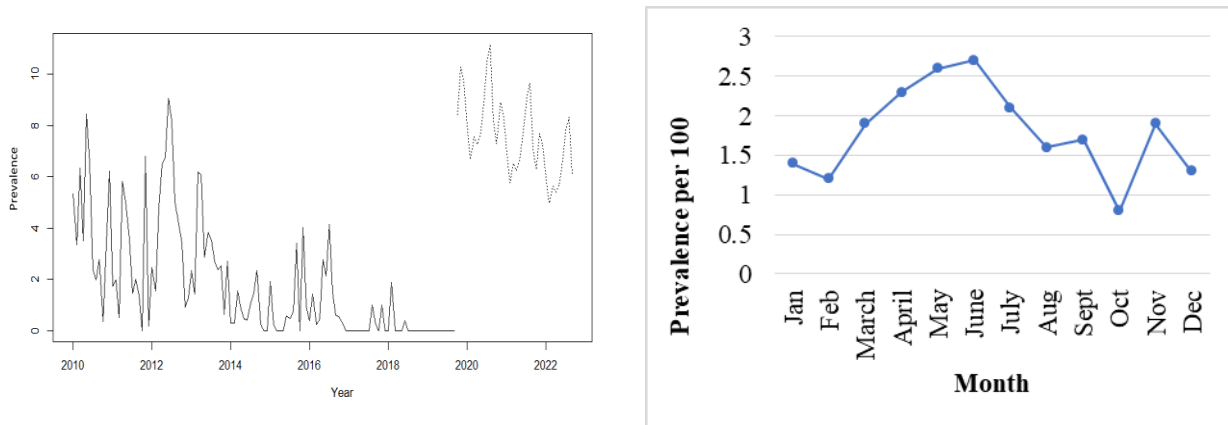 Prevalence
10
8
6
4
2
0
2010 2012 2014 2016 2018 2020 2022
Year
Prevalence per 100
3
2.5
2
1.5
1
0.5
0
Jan
Feb
March
April
May
June
July
Aug
Sept
Oct
Nov
Dec
Month